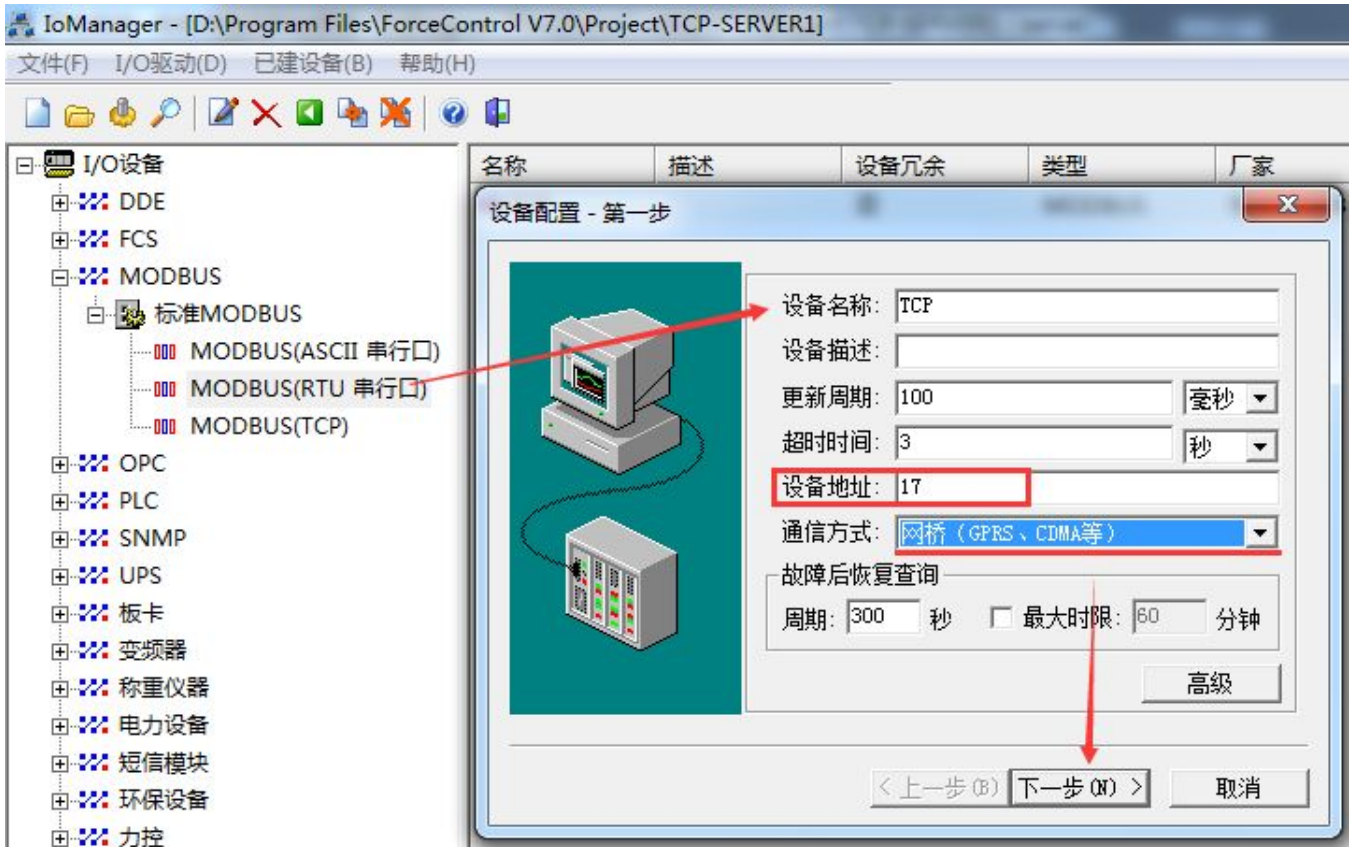 IoManager - [D:\Program Files\ForceControl V7.0\Project\TCP-SERVER1]
文件(F) I/O驱动(D) 已建设备(B) 帮助(H)
I/O设备
名称 描述 设备冗余 类型 厂家
DDE
FCS
MODBUS
标准MODBUS
MODBUS(ASCII 串行口)
MODBUS(RTU 串行口)
MODBUS(TCP)
OPC
PLC
SNMP
UPS
板卡
变频器
称重仪器
电力设备
短信模块
环保设备
力控
设备配置 - 第一步
设备名称: TCP
设备描述:
更新周期: 100 毫秒
超时时间: 3 秒
设备地址: 17
通信方式: 网桥（GPRS、CDMA等）
故障后恢复查询
周期: 300 秒 最大时限: 60 分钟
高级
< 上一步(B) 下一步(N) > 取消